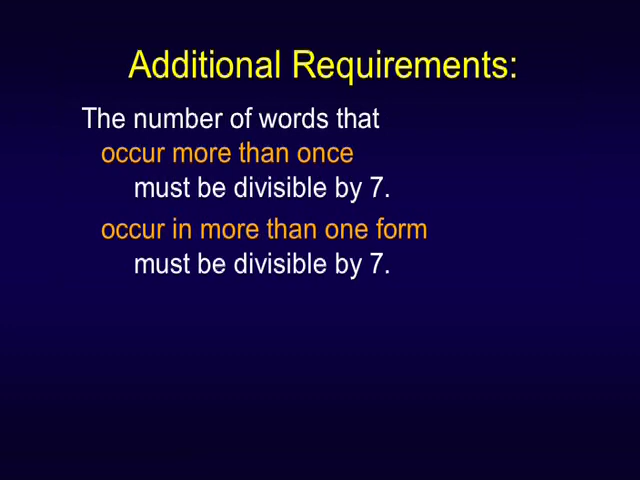 Additional Requirements:
The number of words that
occur more than once
must be divisible by 7.
occur in more than one form
must be divisible by 7.